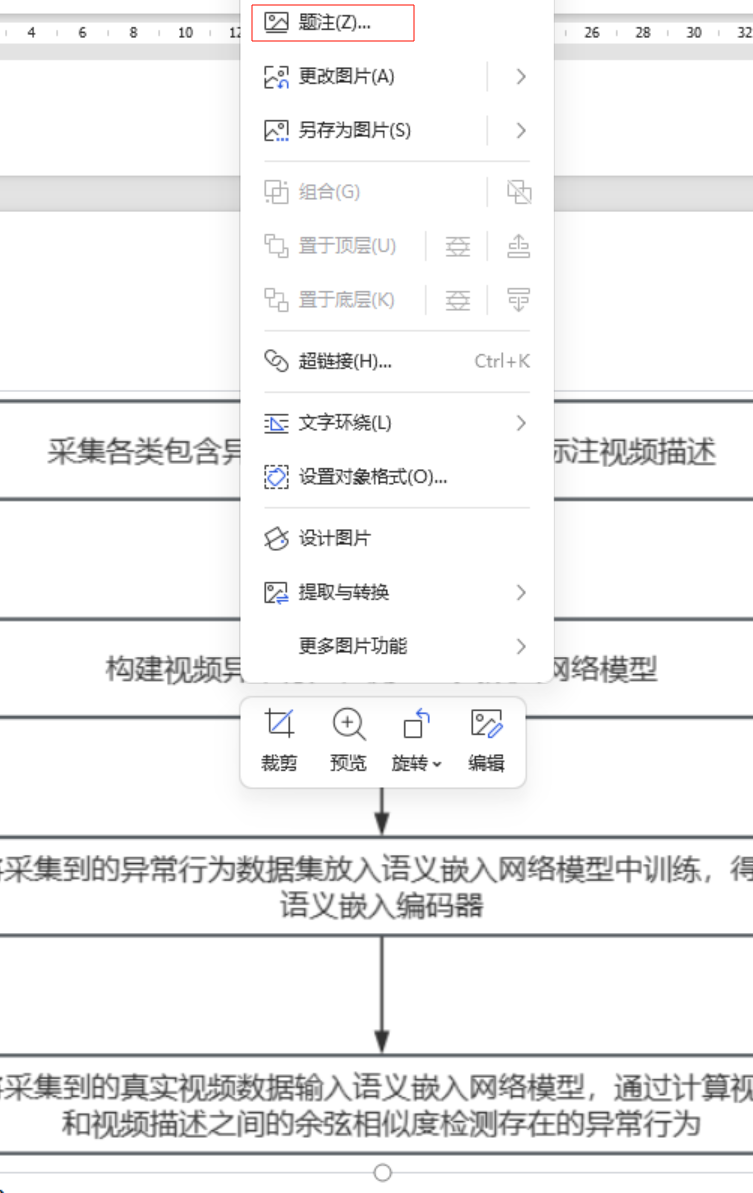 题注(Z)...
4 6 8 10 12 26 28 30 32
更改图片(A)
另存为图片(S)
组合(G)
置于顶层(U)
置于底层(K)
超链接(H)... Ctrl+K
文字环绕(L)
采集各类包含异 标注视频描述
设置对象格式(O)...
设计图片
提取与转换
更多图片功能
构建视频异 网络模型
裁剪 预览 旋转 编辑
将采集到的异常行为数据集放入语义嵌入网络模型中训练，得
语义嵌入编码器
将采集到的真实视频数据输入语义嵌入网络模型，通过计算视
和视频描述之间的余弦相似度检测存在的异常行为